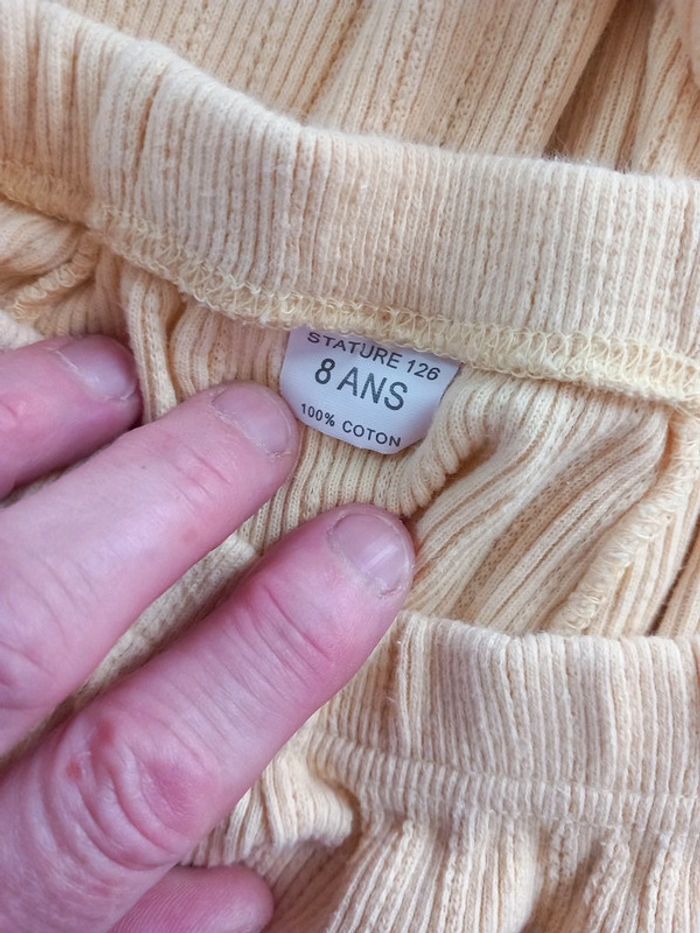 STATURE 126
8 ANS
100% COTON